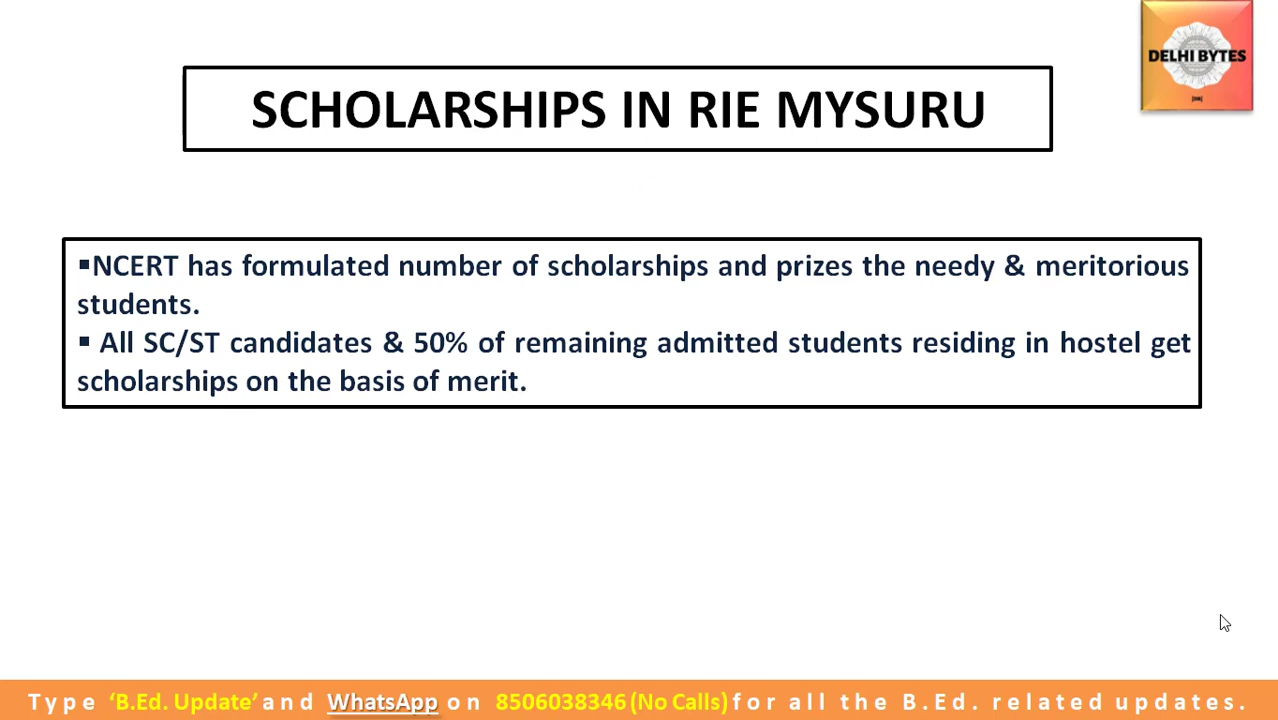 DELHI BYTES
[DB]
SCHOLARSHIPS IN RIE MYSURU
▪NCERT has formulated number of scholarships and prizes the needy & meritorious
students.
▪ All SC/ST candidates & 50% of remaining admitted students residing in hostel get
scholarships on the basis of merit.
Type ‘B.Ed. Update’ and WhatsApp on 8506038346 (No Calls) for all the B.Ed. related updates.